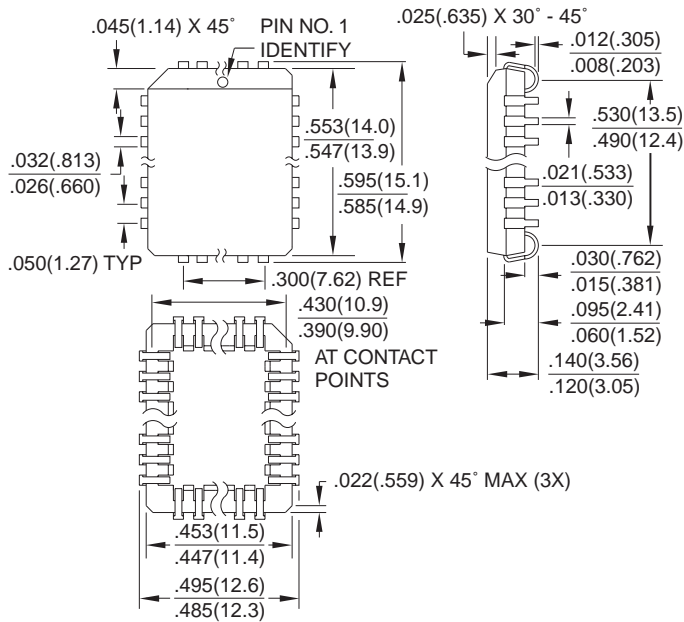 .045(1.14) X 45°
PIN NO. 1
IDENTIFY
.025(.635) X 30° - 45°
.012(.305)
.008(.203)
.553(14.0)
.547(13.9)
.530(13.5)
.490(12.4)
.032(.813)
.026(.660)
.595(15.1)
.585(14.9)
.021(.533)
.013(.330)
.050(1.27) TYP
.300(7.62) REF
.030(.762)
.015(.381)
.430(10.9)
.390(9.90)
AT CONTACT
POINTS
.095(2.41)
.060(1.52)
.140(3.56)
.120(3.05)
.022(.559) X 45° MAX (3X)
.453(11.5)
.447(11.4)
.495(12.6)
.485(12.3)